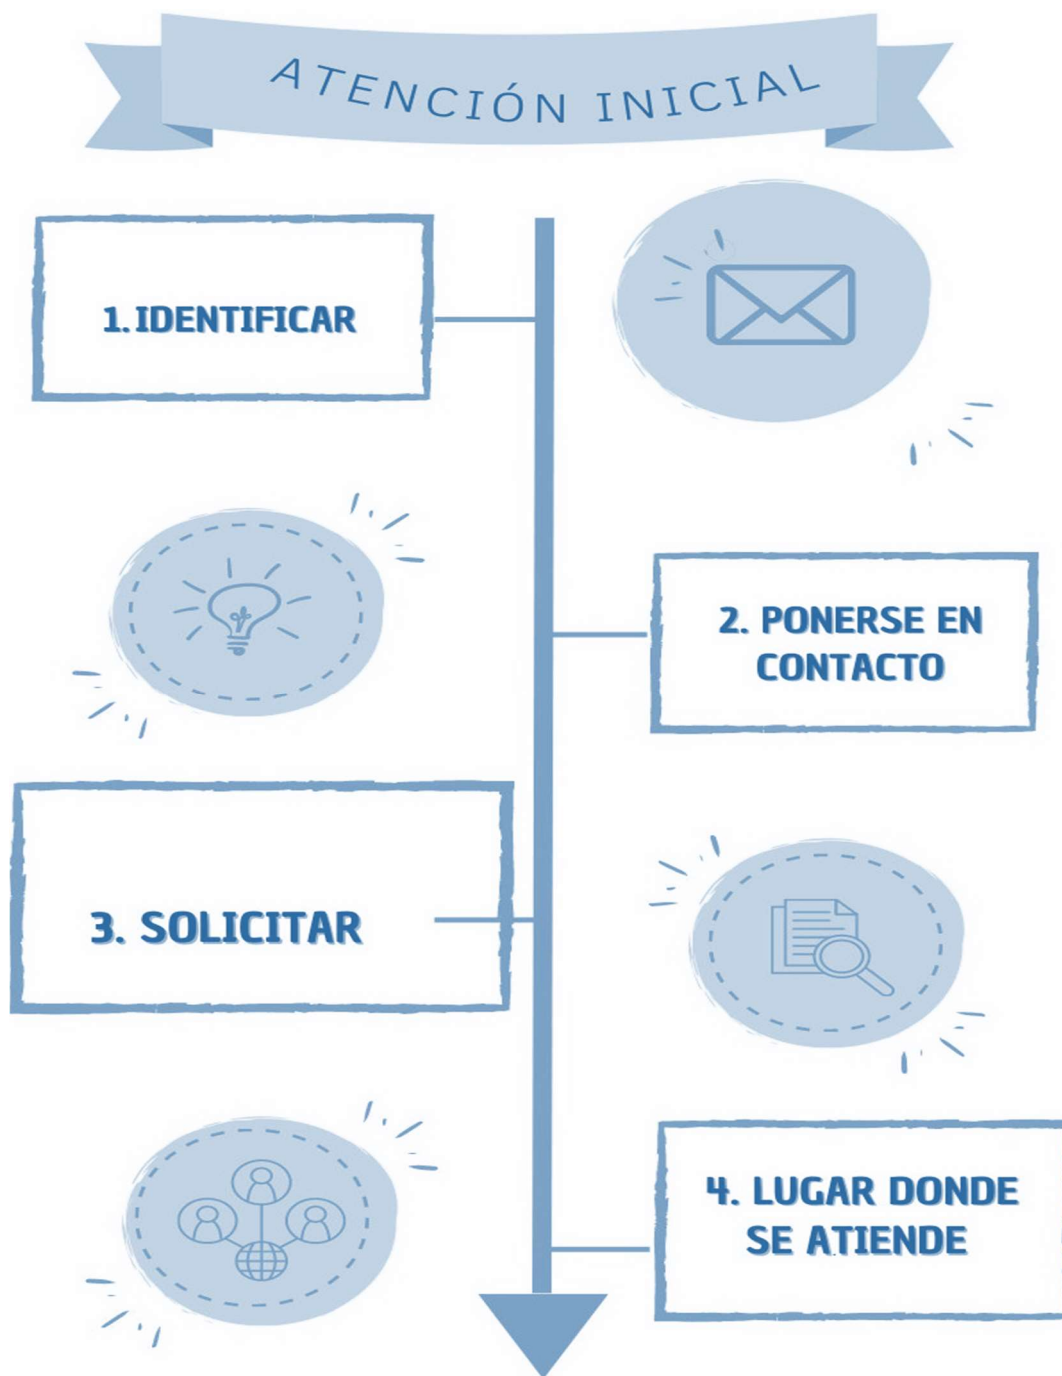 ATENCIÓN INICIAL
1. IDENTIFICAR
2. PONERSE EN
CONTACTO
3. SOLICITAR
4. LUGAR DONDE
SE ATIENDE